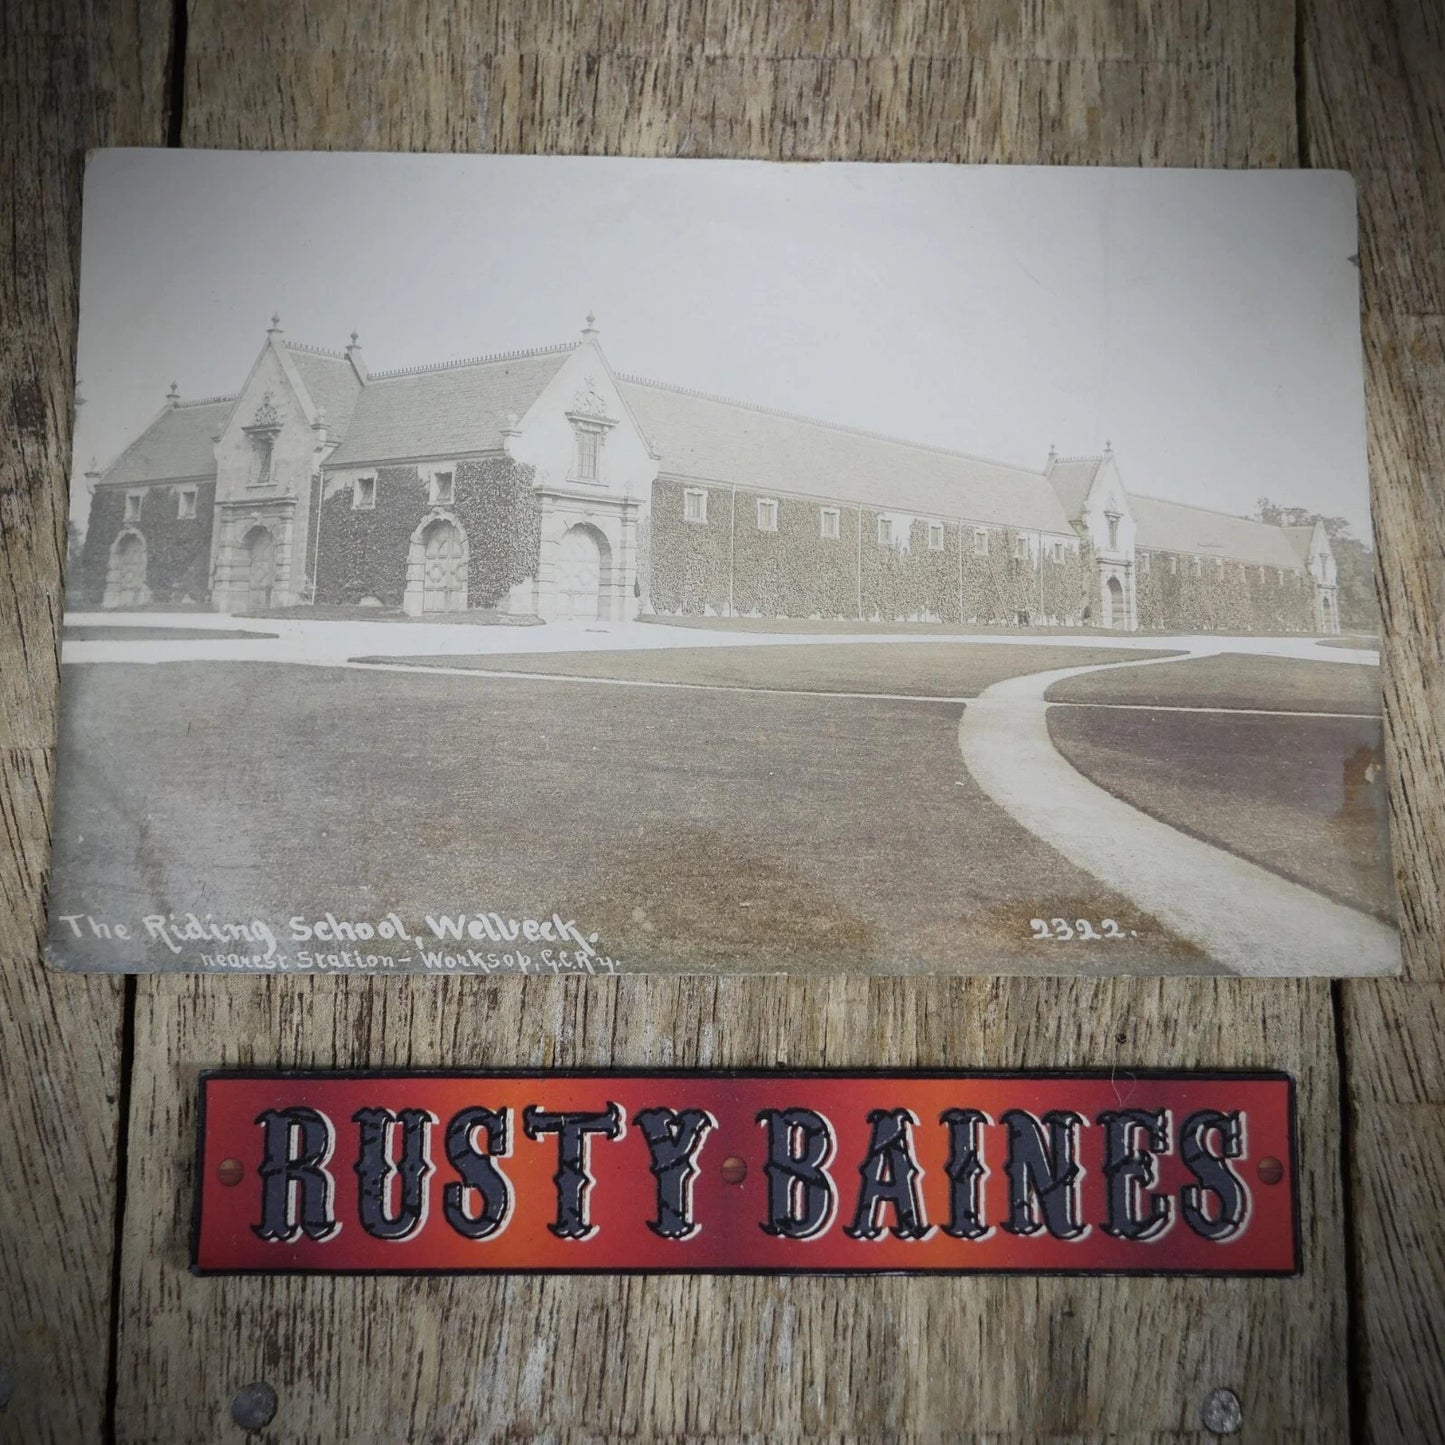 The Riding School, Welbeck.
nearest Station - Worksop, G.C.Ry.
2322.
RUSTY BAINES